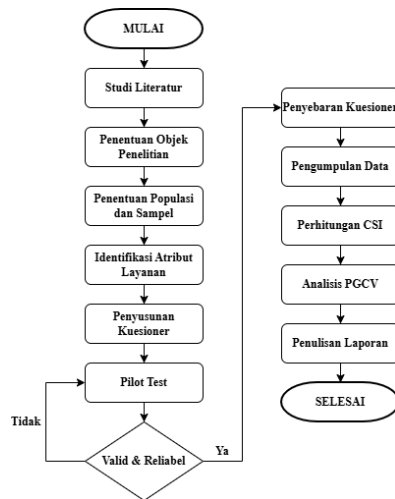 MULAI
Studi Literatur
Penentuan Objek
Penelitian
Penentuan Populasi
dan Sampel
Identifikasi Atribut
Layanan
Penyusunan
Kuesioner
Pilot Test
Tidak
Valid & Reliabel
Ya
Penyebaran Kuesioner
Pengumpulan Data
Perhitungan CSI
Analisis PGCV
Penulisan Laporan
SELESAI